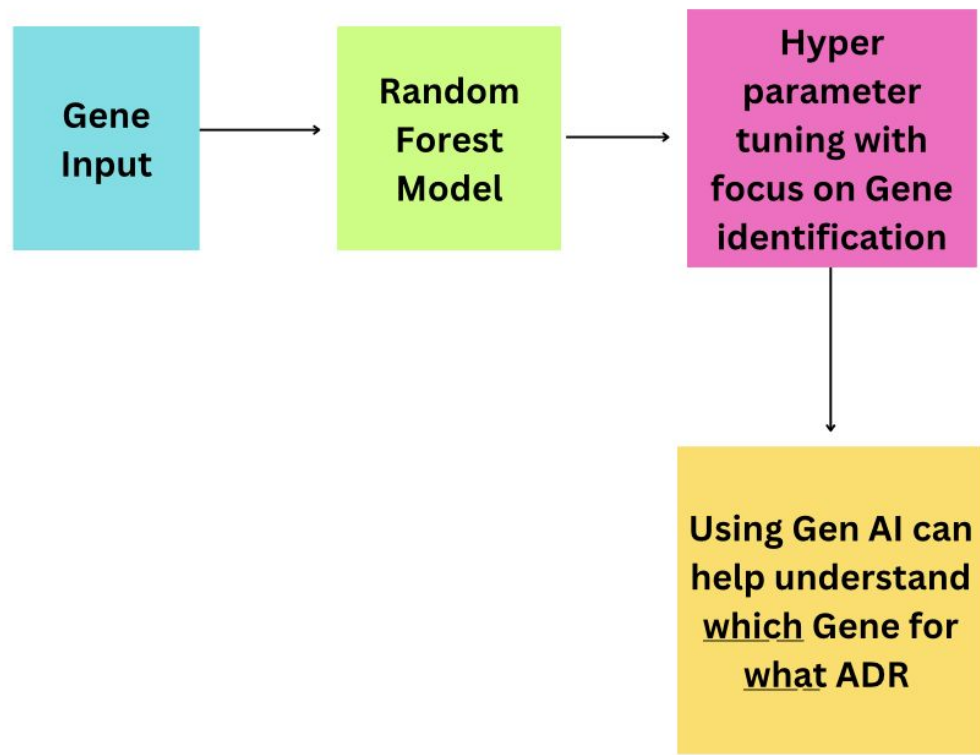 Gene
Input
Random
Forest
Model
Hyper
parameter
tuning with
focus on Gene
identification
Using Gen AI can
help understand
which Gene for
what ADR